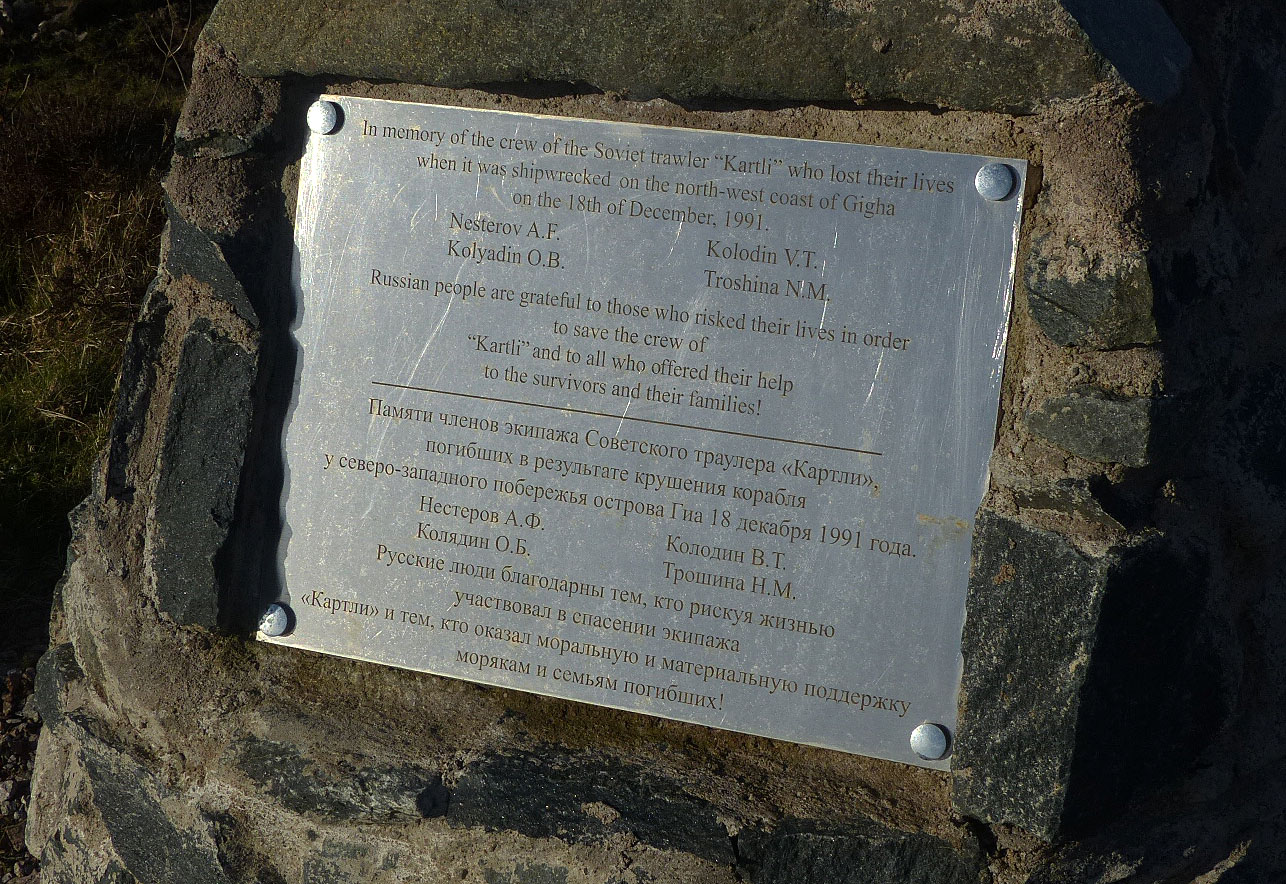 In memory of the crew of the Soviet trawler “Kartli” who lost their lives
when it was shipwrecked on the north-west coast of Gigha
on the 18th of December, 1991.
Nesterov A.F. Kolodin V.T.
Kolyadin O.B. Troshina N.M.
Russian people are grateful to those who risked their lives in order
to save the crew of
“Kartli” and to all who offered their help
to the survivors and their families!
Памяти членов экипажа Советского траулера «Картли»,
погибших в результате крушения корабля
у северо-западного побережья острова Гиа 18 декабря 1991 года.
Нестеров А.Ф. Колодин В.Т.
Колядин О.Б. Трошина Н.М.
Русские люди благодарны тем, кто рискуя жизнью
участвовал в спасении экипажа
«Картли» и тем, кто оказал моральную и материальную поддержку
морякам и семьям погибших!